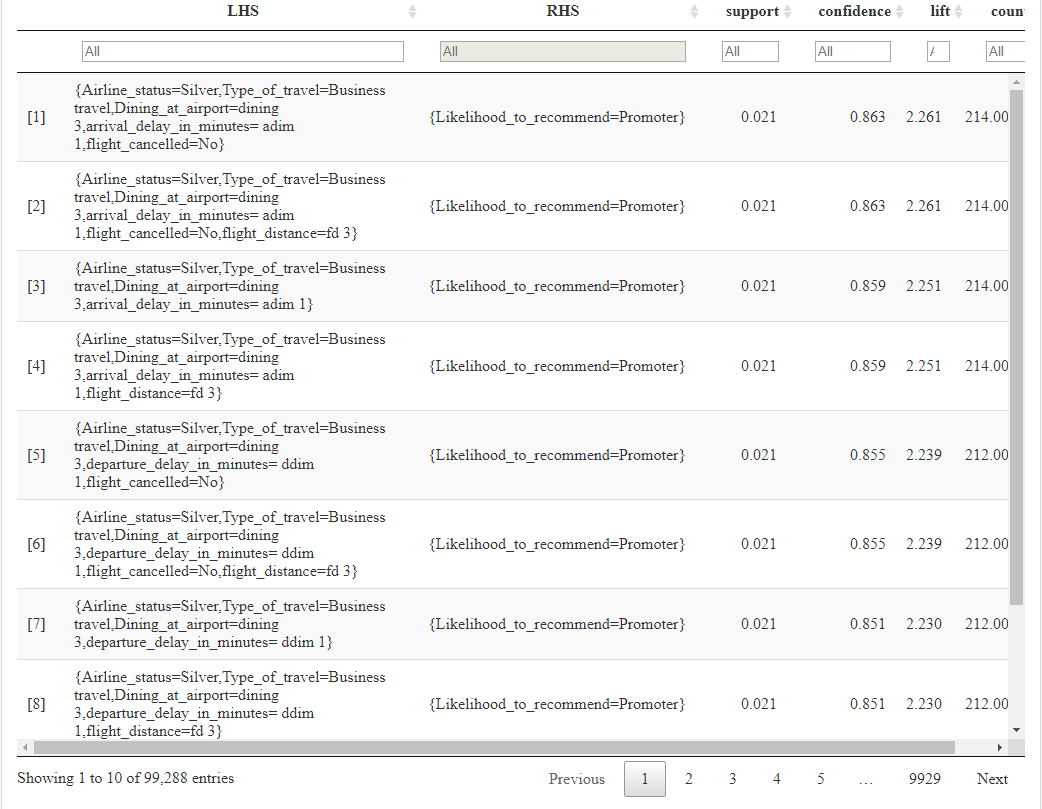 LHS RHS support confidence lift coun
All All All All A All
{Airline_status=Silver,Type_of_travel=Business
travel,Dining_at_airport=dining
[1] 3,arrival_delay_in_minutes= adim {Likelihood_to_recommend=Promoter} 0.021 0.863 2.261 214.00
1,flight_cancelled=No}
{Airline_status=Silver,Type_of_travel=Business
travel,Dining_at_airport=dining
[2] 3,arrival_delay_in_minutes= adim {Likelihood_to_recommend=Promoter} 0.021 0.863 2.261 214.00
1,flight_cancelled=No,flight_distance=fd 3}
{Airline_status=Silver,Type_of_travel=Business
[3] travel,Dining_at_airport=dining {Likelihood_to_recommend=Promoter} 0.021 0.859 2.251 214.00
3,arrival_delay_in_minutes= adim 1}
{Airline_status=Silver,Type_of_travel=Business
travel,Dining_at_airport=dining
[4] 3,arrival_delay_in_minutes= adim {Likelihood_to_recommend=Promoter} 0.021 0.859 2.251 214.00
1,flight_distance=fd 3}
{Airline_status=Silver,Type_of_travel=Business
travel,Dining_at_airport=dining
[5] 3,departure_delay_in_minutes= ddim {Likelihood_to_recommend=Promoter} 0.021 0.855 2.239 212.00
1,flight_cancelled=No}
{Airline_status=Silver,Type_of_travel=Business
travel,Dining_at_airport=dining
[6] 3,departure_delay_in_minutes= ddim {Likelihood_to_recommend=Promoter} 0.021 0.855 2.239 212.00
1,flight_cancelled=No,flight_distance=fd 3}
{Airline_status=Silver,Type_of_travel=Business
[7] travel,Dining_at_airport=dining {Likelihood_to_recommend=Promoter} 0.021 0.851 2.230 212.00
3,departure_delay_in_minutes= ddim 1}
{Airline_status=Silver,Type_of_travel=Business
travel,Dining_at_airport=dining
[8] 3,departure_delay_in_minutes= ddim {Likelihood_to_recommend=Promoter} 0.021 0.851 2.230 212.00
1,flight_distance=fd 3}
Showing 1 to 10 of 99,288 entries Previous 1 2 3 4 5 … 9929 Next